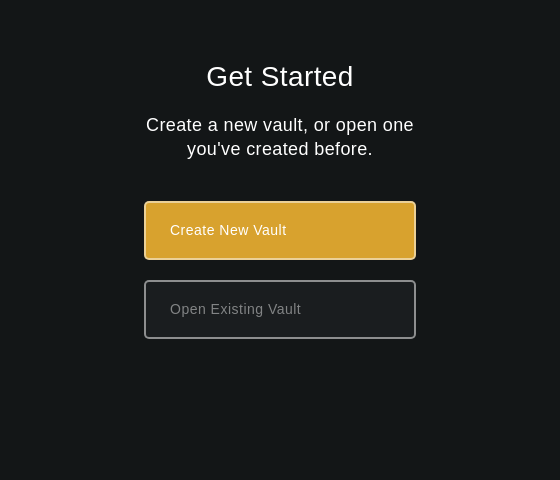 Get Started
Create a new vault, or open one
you've created before.
Create New Vault
Open Existing Vault